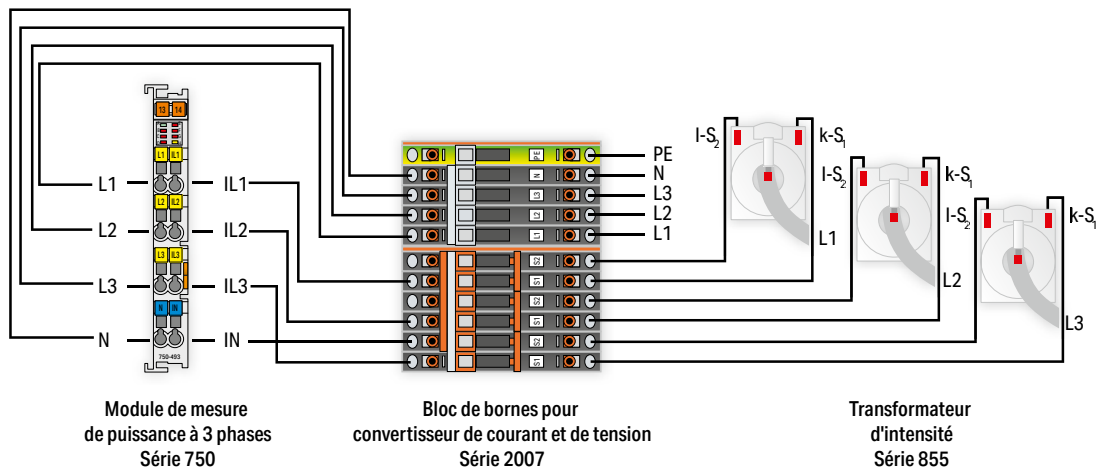 13 14
L1 IL1
L2 IL2
L3 IL3
N IN
750-493
L1
L2
L3
N
IL1
IL2
IL3
IN
PE
N
L3
L2
L1
S2
S1
S2
S1
S2
S1
PE
N
L3
L2
L1
l-S₂
k-S₁
L1
l-S₂
k-S₁
L2
l-S₂
k-S₁
L3
Module de mesure
de puissance à 3 phases
Série 750
Bloc de bornes pour
convertisseur de courant et de tension
Série 2007
Transformateur
d'intensité
Série 855